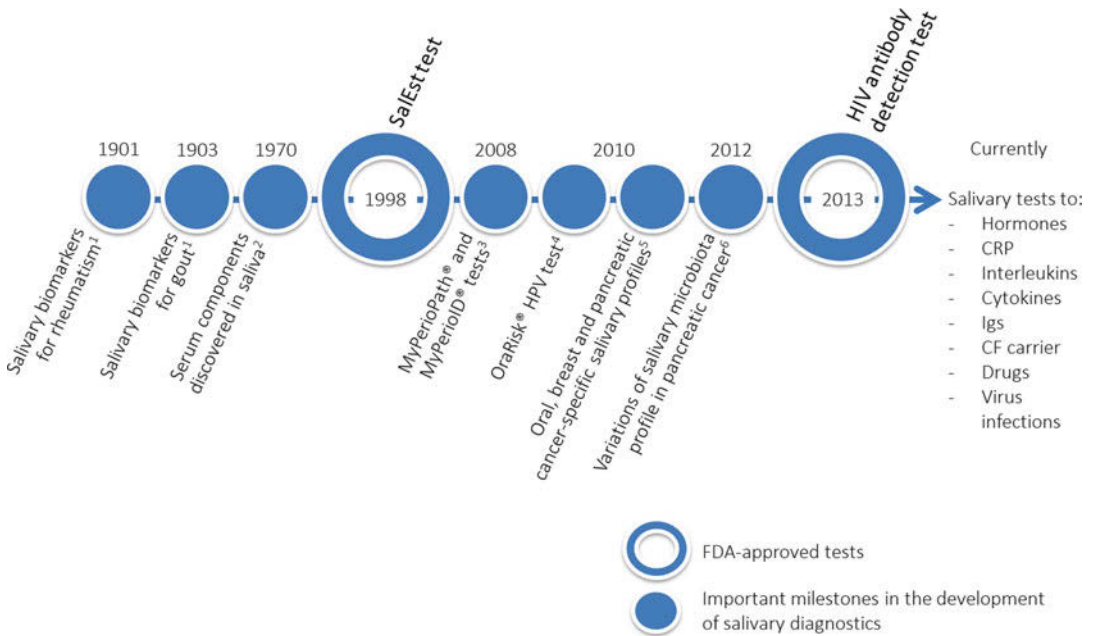 SalEst test
HIV antibody
detection test
1901
1903
1970
1998
2008
2010
2012
2013
Currently
Salivary biomarkers
for rheumatism¹
Salivary biomarkers
for gout¹
Serum components
discovered in saliva²
MyPerioPath® and
MyPerioID® tests³
OraRisk® HPV test⁴
Oral, breast and pancreatic
cancer-specific salivary profiles⁵
Variations of salivary microbiota
profile in pancreatic cancer⁶
Salivary tests to:
- Hormones
- CRP
- Interleukins
- Cytokines
- Igs
- CF carrier
- Drugs
- Virus
infections
FDA-approved tests
Important milestones in the development
of salivary diagnostics